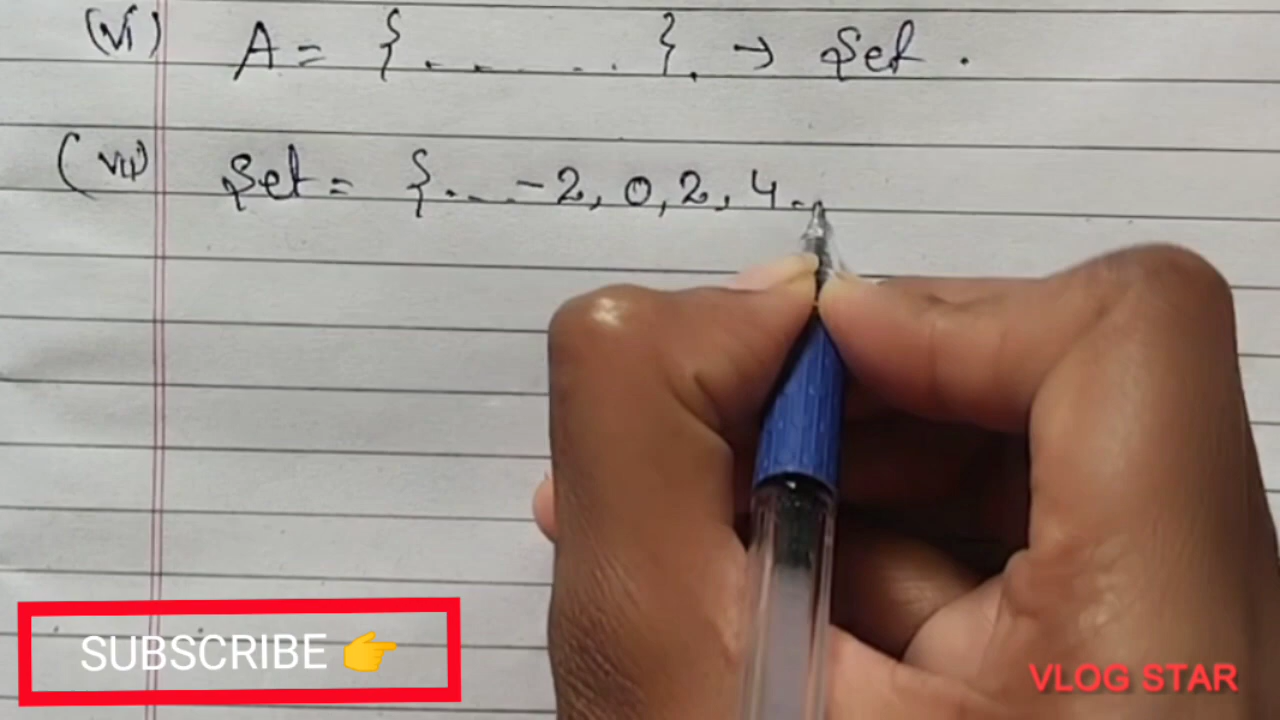 (vi) A = {. _ _ . . }. → Set .
(vii) Set = {. _ _ -2, 0, 2, 4 . .
SUBSCRIBE 👉
VLOG STAR